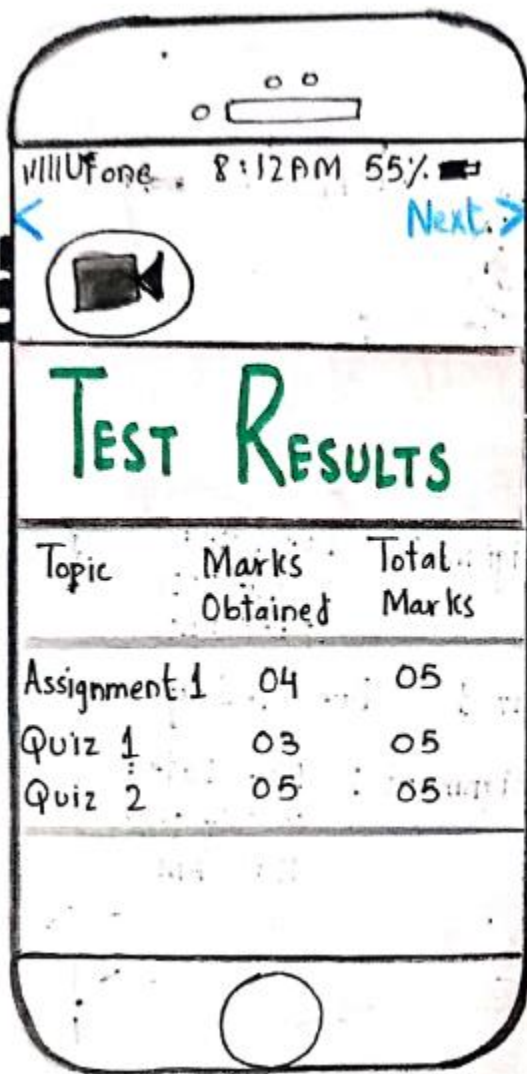 Ufone 8:12AM 55%
< Next >
TEST RESULTS
Topic Marks Obtained Total Marks
Assignment 1 04 05
Quiz 1 03 05
Quiz 2 05 05